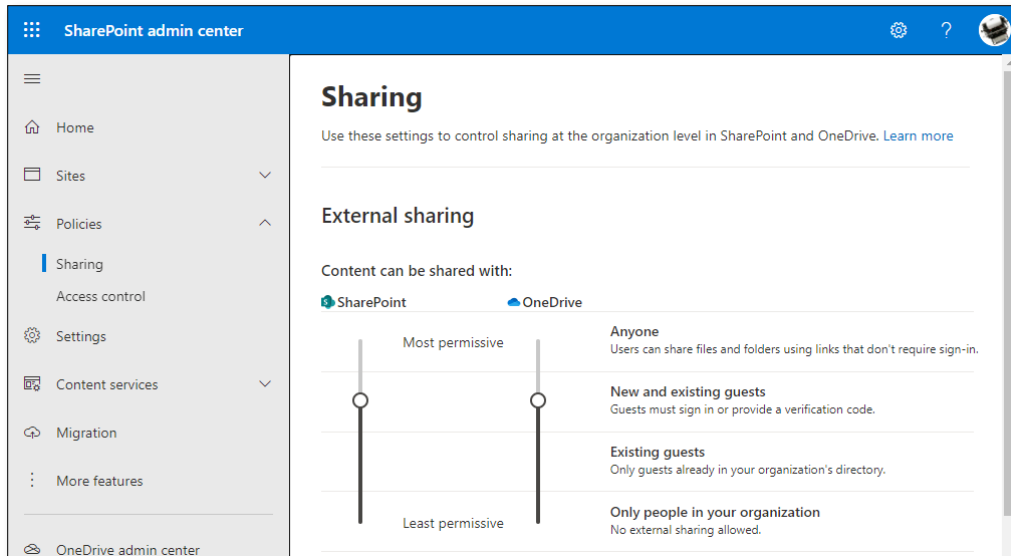 SharePoint admin center
?
Home
Sites
Policies
Sharing
Access control
Settings
Content services
Migration
More features
OneDrive admin center
Sharing
Use these settings to control sharing at the organization level in SharePoint and OneDrive. Learn more
External sharing
Content can be shared with:
SharePoint
OneDrive
Most permissive
Least permissive
Anyone
Users can share files and folders using links that don't require sign-in.
New and existing guests
Guests must sign in or provide a verification code.
Existing guests
Only guests already in your organization's directory.
Only people in your organization
No external sharing allowed.